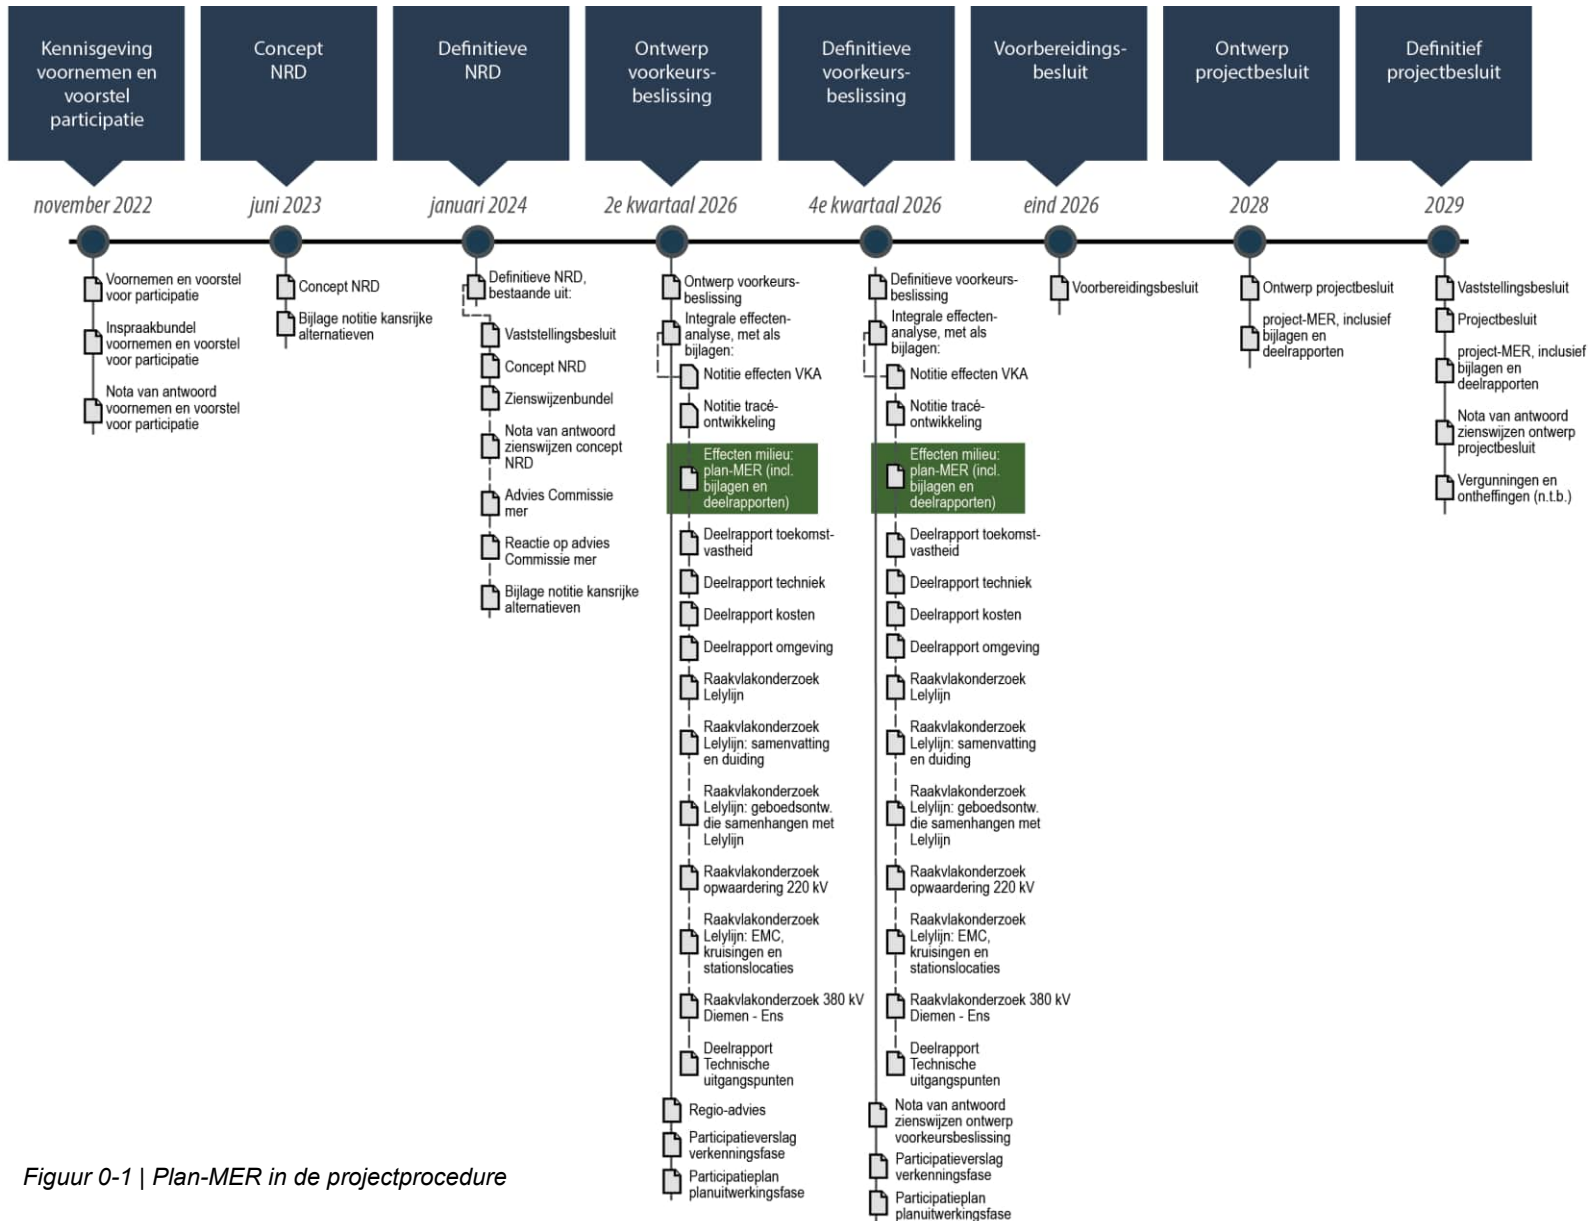 Kennisgeving
voornemen en
voorstel
participatie
Concept
NRD
Definitieve
NRD
Ontwerp
voorkeurs-
beslissing
Definitieve
voorkeurs-
beslissing
Voorbereidings-
besluit
Ontwerp
projectbesluit
Definitief
projectbesluit
november 2022
juni 2023
januari 2024
2e kwartaal 2026
4e kwartaal 2026
eind 2026
2028
2029
Voornemen en voorstel
voor participatie
Inspraakbundel
voornemen en voorstel
voor participatie
Nota van antwoord
voornemen en voorstel
voor participatie
Concept NRD
Bijlage notitie kansrijke
alternatieven
Definitieve NRD,
bestaande uit:
Vaststellingsbesluit
Concept NRD
Zienswijzenbundel
Nota van antwoord
zienswijzen concept
NRD
Advies Commissie
mer
Reactie op advies
Commissie mer
Bijlage notitie kansrijke
alternatieven
Ontwerp voorkeurs-
beslissing
Integrale effecten-
analyse, met als
bijlagen:
Notitie effecten VKA
Notitie tracé-
ontwikkeling
Effecten milieu:
plan-MER (incl.
bijlagen en
deelrapporten)
Deelrapport toekomst-
vastheid
Deelrapport techniek
Deelrapport kosten
Deelrapport omgeving
Raakvlakonderzoek
Lelylijn
Raakvlakonderzoek
Lelylijn: samenvatting
en duiding
Raakvlakonderzoek
Lelylijn: geboedsontw.
die samenhangen met
Lelylijn
Raakvlakonderzoek
opwaardering 220 kV
Raakvlakonderzoek
Lelylijn: EMC,
kruisingen en
stationslocaties
Raakvlakonderzoek 380 kV
Diemen - Ens
Deelrapport
Technische
uitgangspunten
Regio-advies
Participatieverslag
verkenningsfase
Participatieplan
planuitwerkingsfase
Definitieve voorkeurs-
beslissing
Integrale effecten-
analyse, met als
bijlagen:
Notitie effecten VKA
Notitie tracé-
ontwikkeling
Effecten milieu:
plan-MER (incl.
bijlagen en
deelrapporten)
Deelrapport toekomst-
vastheid
Deelrapport techniek
Deelrapport kosten
Deelrapport omgeving
Raakvlakonderzoek
Lelylijn
Raakvlakonderzoek
Lelylijn: samenvatting
en duiding
Raakvlakonderzoek
Lelylijn: geboedsontw.
die samenhangen met
Lelylijn
Raakvlakonderzoek
opwaardering 220 kV
Raakvlakonderzoek
Lelylijn: EMC,
kruisingen en
stationslocaties
Raakvlakonderzoek 380 kV
Diemen - Ens
Deelrapport
Technische
uitgangspunten
Nota van antwoord
zienswijzen ontwerp
voorkeursbeslissing
Participatieverslag
verkenningsfase
Participatieplan
planuitwerkingsfase
Voorbereidingsbesluit
Ontwerp projectbesluit
project-MER, inclusief
bijlagen en
deelrapporten
Vaststellingsbesluit
Projectbesluit
project-MER, inclusief
bijlagen en
deelrapporten
Nota van antwoord
zienswijzen ontwerp
projectbesluit
Vergunningen en
ontheffingen (n.t.b.)
Figuur 0-1 | Plan-MER in de projectprocedure